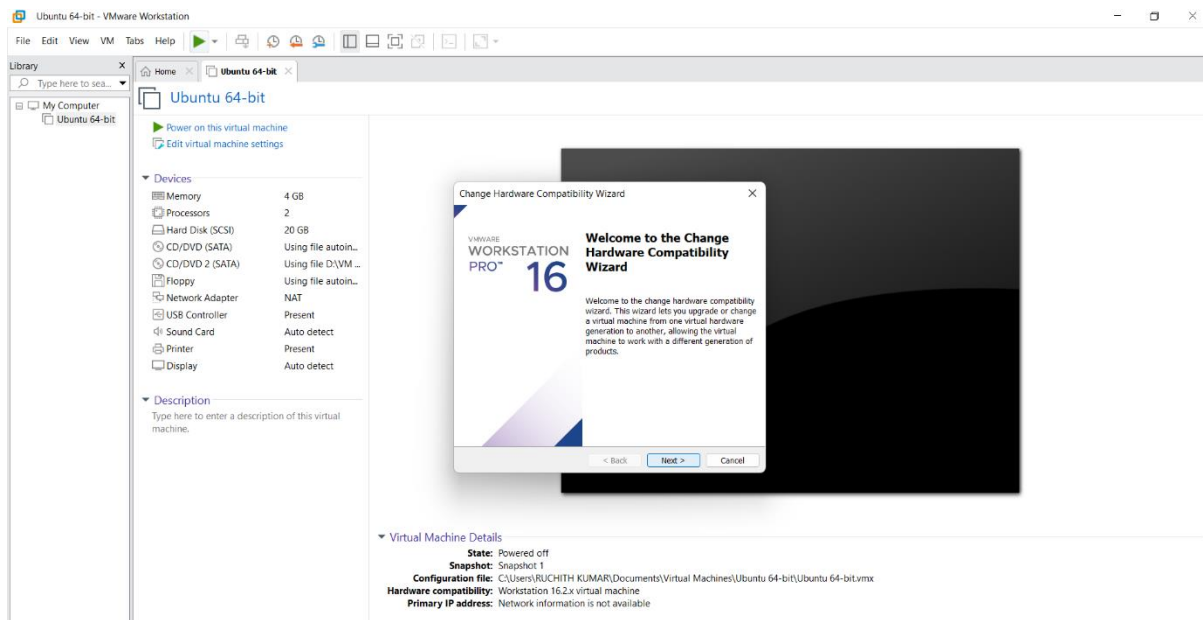 Ubuntu 64-bit - VMware Workstation
File Edit View VM Tabs Help
Library X
Type here to sea...
My Computer
Ubuntu 64-bit
Home
Ubuntu 64-bit
Ubuntu 64-bit
Power on this virtual machine
Edit virtual machine settings
Devices
Memory 4 GB
Processors 2
Hard Disk (SCSI) 20 GB
CD/DVD (SATA) Using file autoin...
CD/DVD 2 (SATA) Using file D:\VM ...
Floppy Using file autoin...
Network Adapter NAT
USB Controller Present
Sound Card Auto detect
Printer Present
Display Auto detect
Description
Type here to enter a description of this virtual
machine.
Change Hardware Compatibility Wizard
VMWARE
WORKSTATION
PRO™ 16
Welcome to the Change
Hardware Compatibility
Wizard
Welcome to the change hardware compatibility
wizard. This wizard lets you upgrade or change
a virtual machine from one virtual hardware
generation to another, allowing the virtual
machine to work with a different generation of
products.
< Back Next > Cancel
Virtual Machine Details
State: Powered off
Snapshot: Snapshot 1
Configuration file: C:\Users\RUCHITH KUMAR\Documents\Virtual Machines\Ubuntu 64-bit\Ubuntu 64-bit.vmx
Hardware compatibility: Workstation 16.2.x virtual machine
Primary IP address: Network information is not available